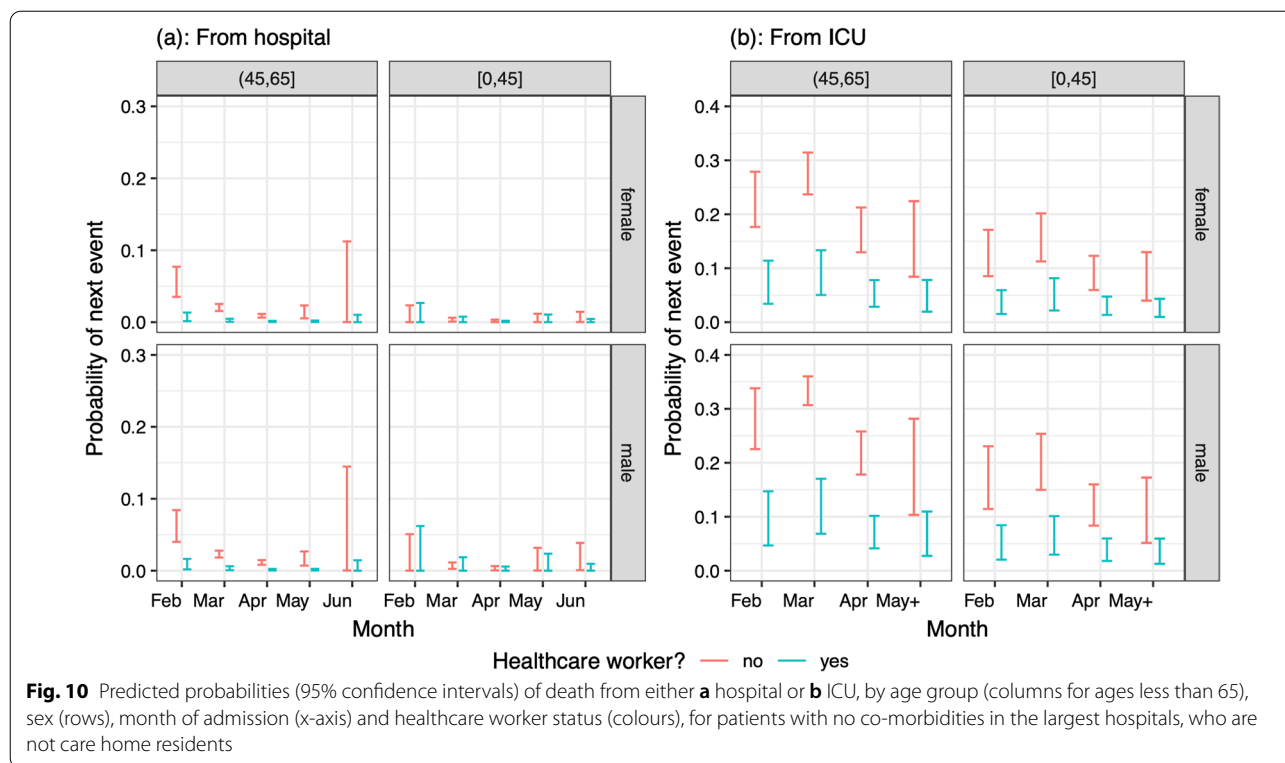 (a): From hospital
(b): From ICU
(45,65]
[0,45]
(45,65]
[0,45]
0.3
0.2
0.1
0.0
female
0.4
0.3
0.2
0.1
0.0
female
Probability of next event
Probability of next event
0.3
0.2
0.1
0.0
male
0.4
0.3
0.2
0.1
0.0
male
Feb Mar Apr May Jun
Feb Mar Apr May Jun
Feb Mar Apr May+
Feb Mar Apr May+
Month
Month
Healthcare worker? no yes
Fig. 10 Predicted probabilities (95% confidence intervals) of death from either a hospital or b ICU, by age group (columns for ages less than 65),
sex (rows), month of admission (x-axis) and healthcare worker status (colours), for patients with no co-morbidities in the largest hospitals, who are
not care home residents